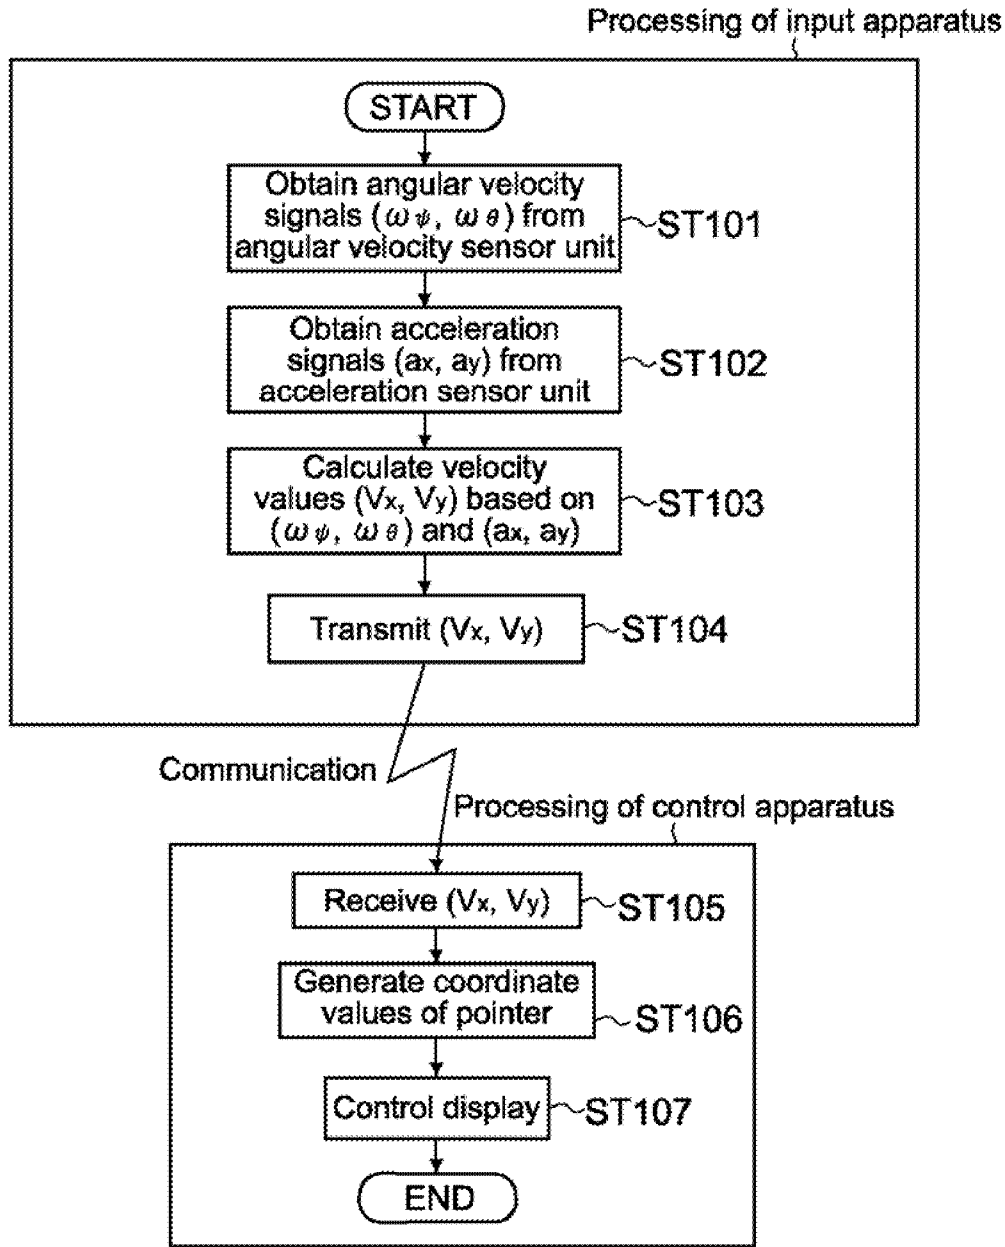 Processing of input apparatus
START
Obtain angular velocity
signals (ωψ, ωθ) from
angular velocity sensor unit
ST101
Obtain acceleration
signals (ax, ay) from
acceleration sensor unit
ST102
Calculate velocity
values (Vx, Vy) based on
(ωψ, ωθ) and (ax, ay)
ST103
Transmit (Vx, Vy)
ST104
Communication
Processing of control apparatus
Receive (Vx, Vy)
ST105
Generate coordinate
values of pointer
ST106
Control display
ST107
END